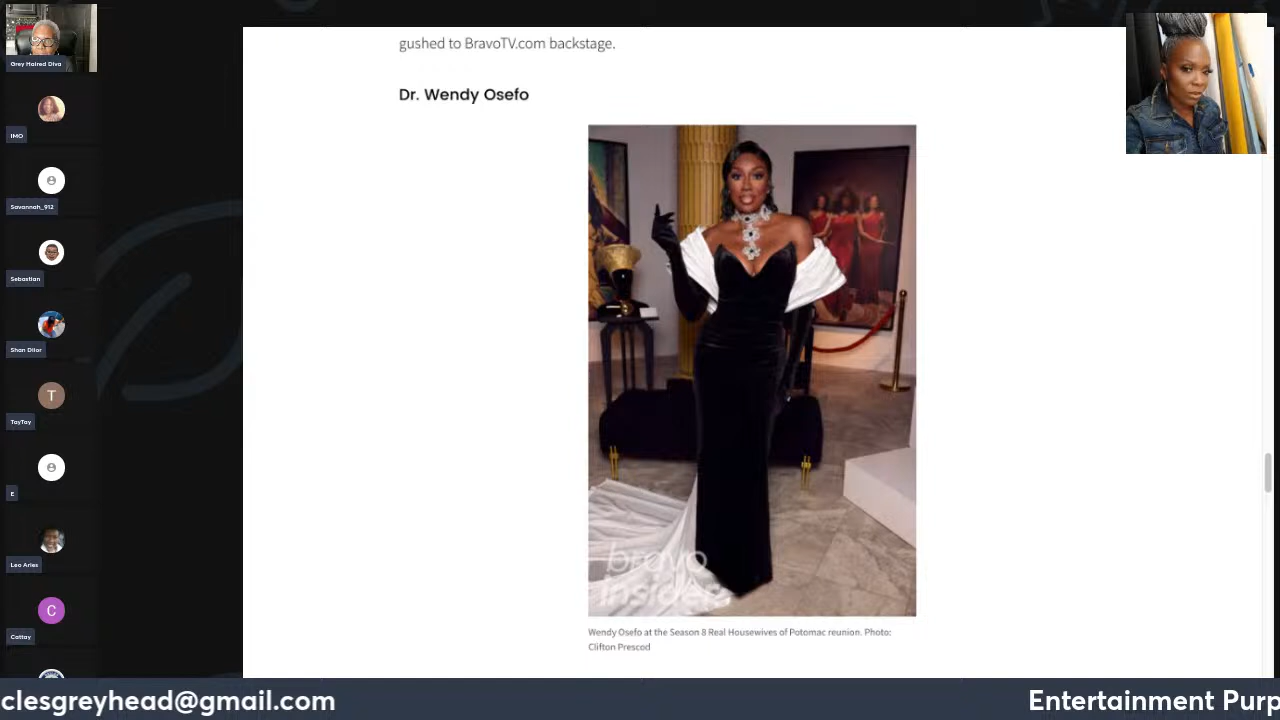 gushed to BravoTV.com backstage.
Dr. Wendy Osefo
bravo
insider
Wendy Osefo at the Season 8 Real Housewives of Potomac reunion. Photo:
Clifton Prescod
Grey Haired Diva
IMO
Savannah_912
Sebastian
Shan Dilor
T
TayTay
E
Leo Aries
C
Cattay
clesgreyhead@gmail.com
Entertainment Purp